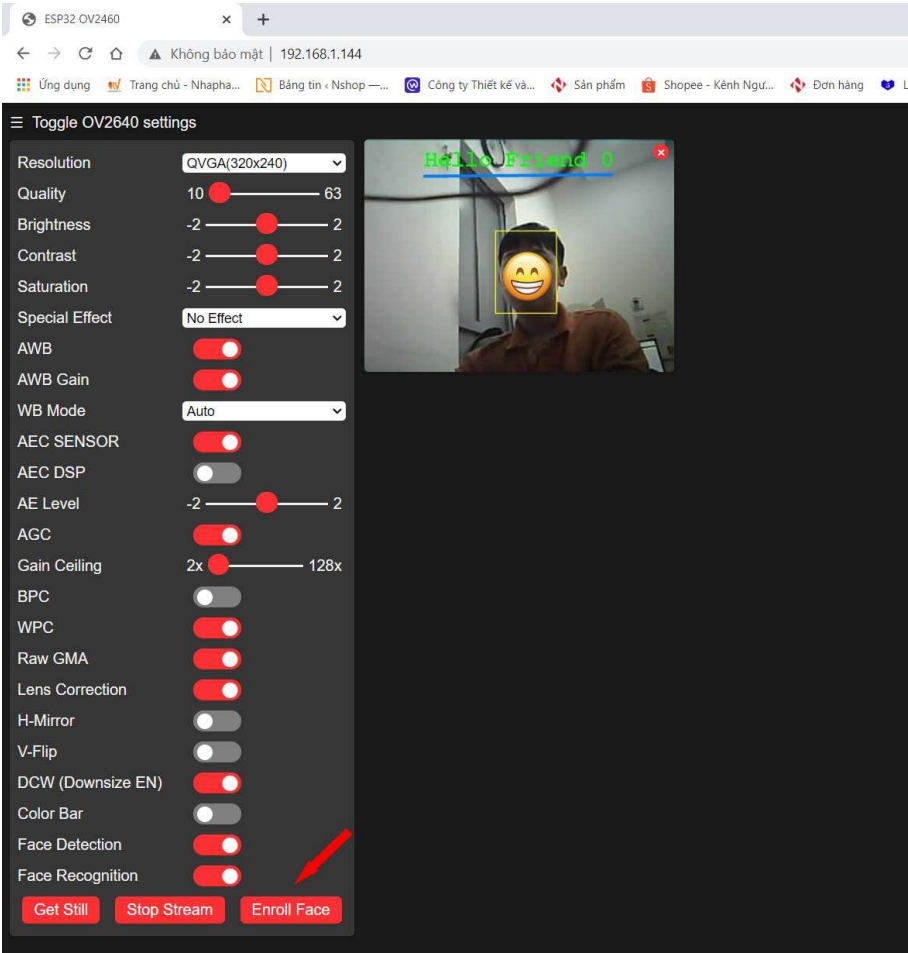 ESP32 OV2460
Không bảo mật | 192.168.1.144
Ứng dụng Trang chủ - Nhapha... Bảng tin ‹ Nshop —... Công ty Thiết kế và... Sản phẩm Shopee - Kênh Ngư... Đơn hàng L
Toggle OV2640 settings
Resolution QVGA(320x240)
Hello Friend 0
Quality 10 63
Brightness -2 2
Contrast -2 2
Saturation -2 2
Special Effect No Effect
AWB
AWB Gain
WB Mode Auto
AEC SENSOR
AEC DSP
AE Level -2 2
AGC
Gain Ceiling 2x 128x
BPC
WPC
Raw GMA
Lens Correction
H-Mirror
V-Flip
DCW (Downsize EN)
Color Bar
Face Detection
Face Recognition
Get Still Stop Stream Enroll Face